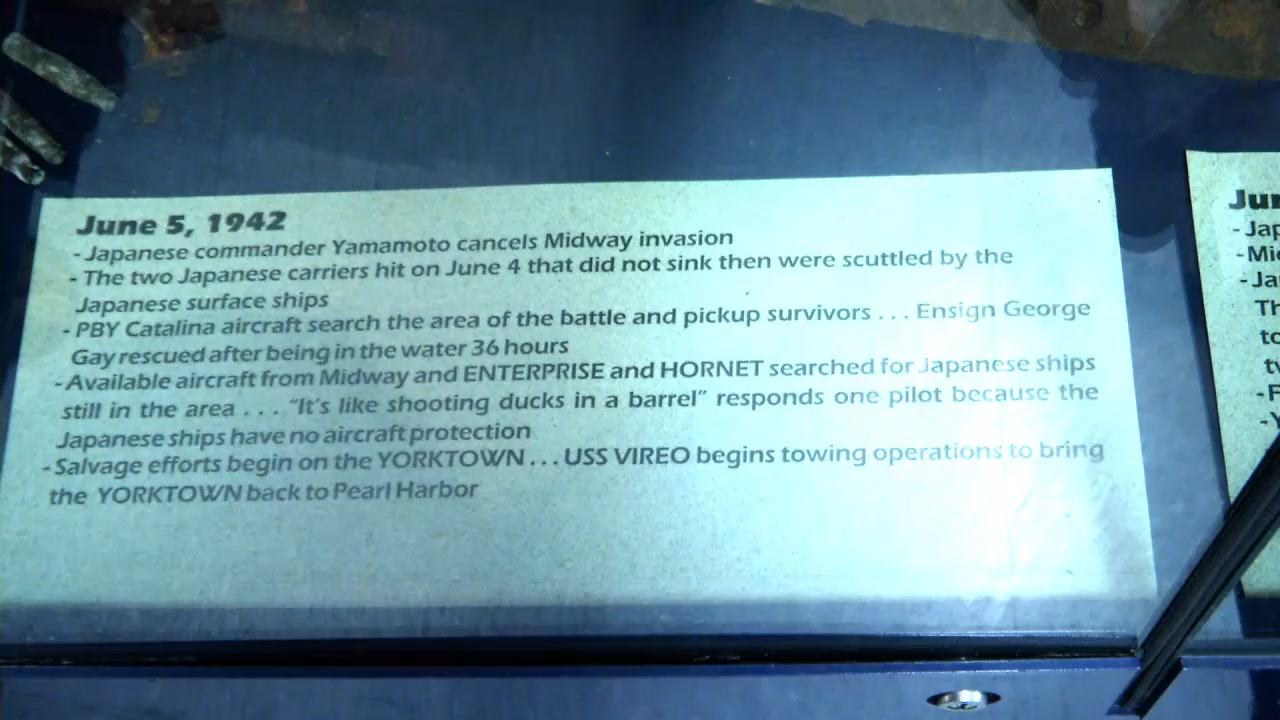 June 5, 1942
- Japanese commander Yamamoto cancels Midway invasion
- The two Japanese carriers hit on June 4 that did not sink then were scuttled by the
Japanese surface ships
- PBY Catalina aircraft search the area of the battle and pickup survivors . . . Ensign George
Gay rescued after being in the water 36 hours
- Available aircraft from Midway and ENTERPRISE and HORNET searched for Japanese ships
still in the area . . . "It's like shooting ducks in a barrel" responds one pilot because the
Japanese ships have no aircraft protection
- Salvage efforts begin on the YORKTOWN . . . USS VIREO begins towing operations to bring
the YORKTOWN back to Pearl Harbor